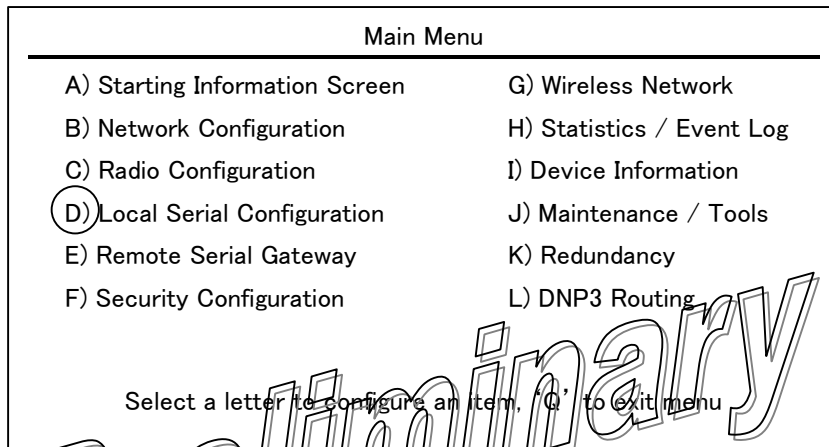 Main Menu
A) Starting Information Screen
B) Network Configuration
C) Radio Configuration
D) Local Serial Configuration
E) Remote Serial Gateway
F) Security Configuration
G) Wireless Network
H) Statistics / Event Log
I) Device Information
J) Maintenance / Tools
K) Redundancy
L) DNP3 Routing
Select a letter to configure an item, ‘Q’ to exit menu
Preliminary